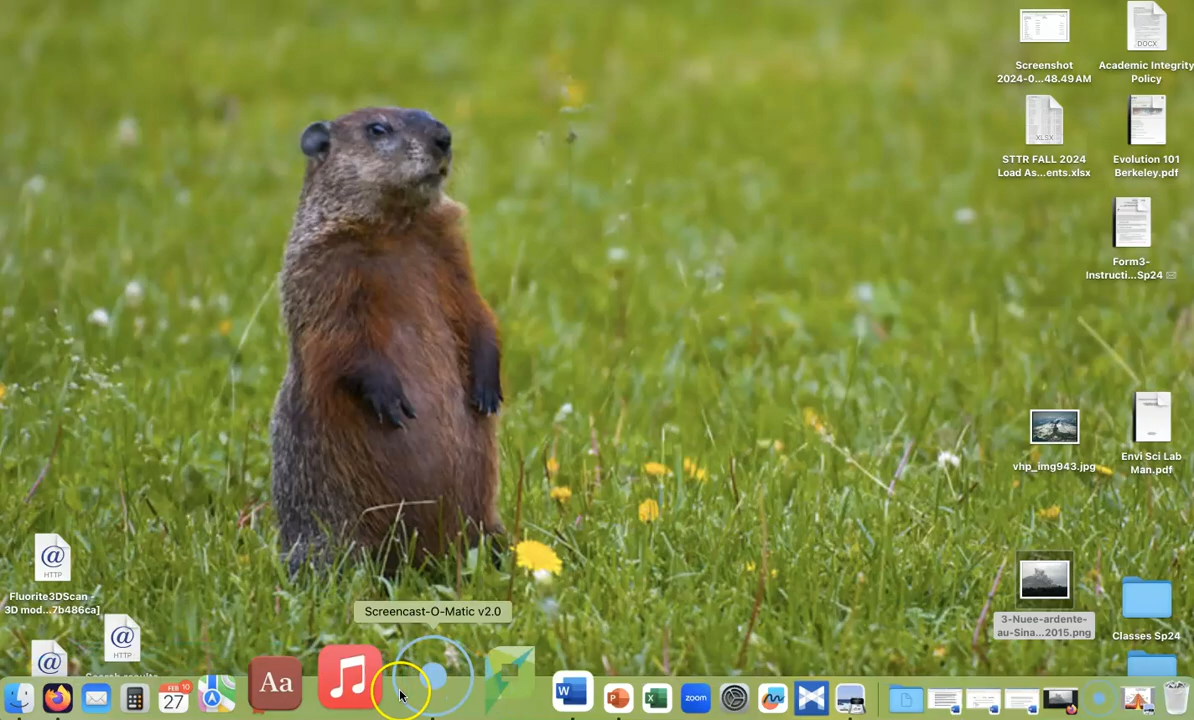 Screenshot
2024-0...48.49 AM
DOCX
Academic Integrity
Policy
XLSX
STTR FALL 2024
Load As...ents.xlsx
Evolution 101
Berkeley.pdf
Form3-
Instructi...Sp24
vhp_img943.jpg
Envi Sci Lab
Man.pdf
@
HTTP
Fluorite3DScan -
3D mod...7b486ca]
@
HTTP
@
3-Nuee-ardente-
au-Sina...2015.png
Classes Sp24
Screencast-O-Matic v2.0
FEB
27
10
Aa
W
P
X
zoom